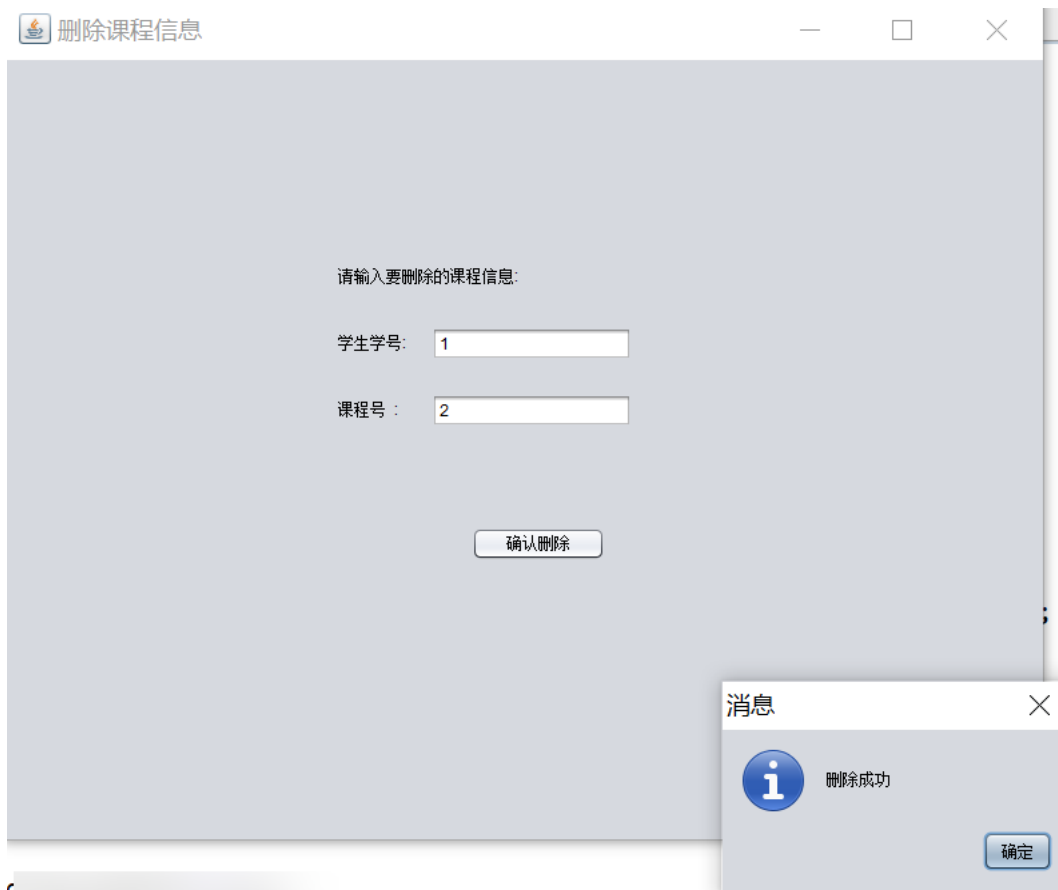 删除课程信息
请输入要删除的课程信息:
学生学号: 1
课程号 : 2
确认删除
;
消息
删除成功
确定